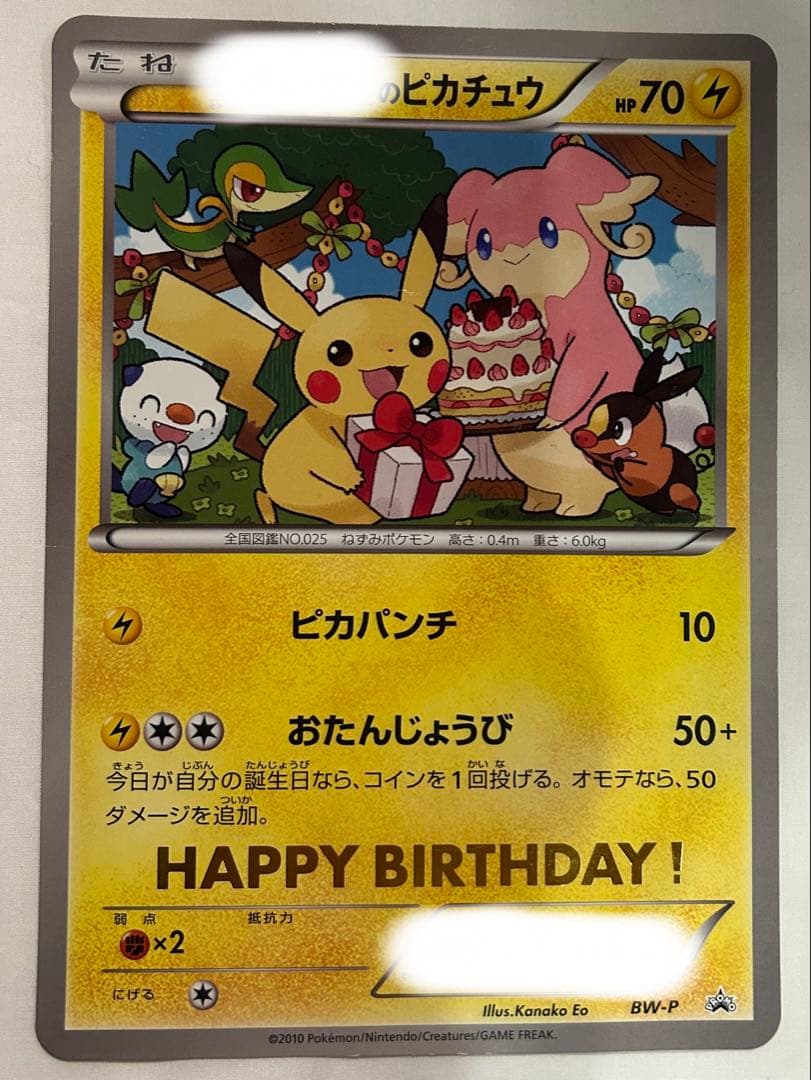 たね
のピカチュウ HP70
全国図鑑NO.025 ねずみポケモン 高さ：0.4m 重さ：6.0kg
ピカパンチ 10
おたんじょうび 50+
きょう じぶん たんじょうび かい な
今日が自分の誕生日なら、コインを1回投げる。オモテなら、50
ついか
ダメージを追加。
HAPPY BIRTHDAY！
弱点 抵抗力
×2
にげる
Illus.Kanako Eo BW-P
©2010 Pokémon/Nintendo/Creatures/GAME FREAK.